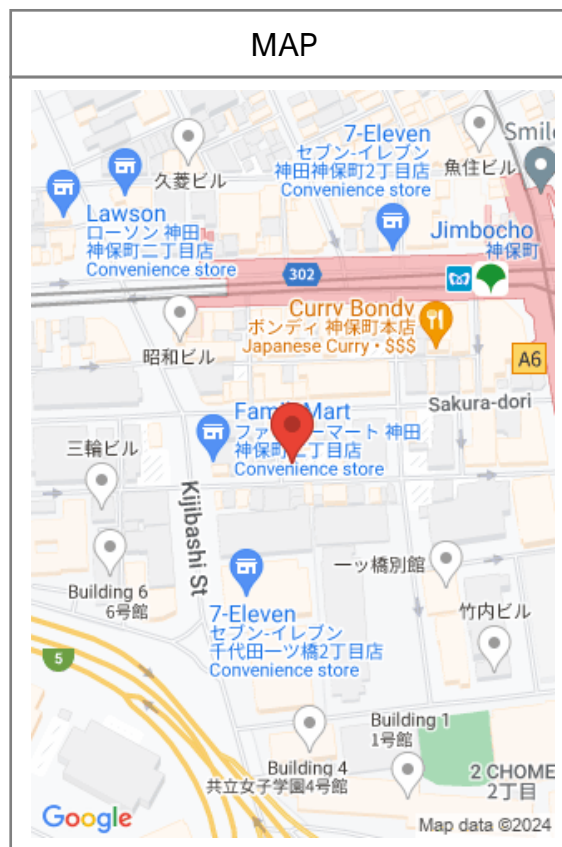 MAP
7-Eleven
セブン-イレブン
神田神保町2丁目店
Convenience store
Smile
魚住ビル
久菱ビル
Lawson
ローソン 神田
神保町二丁目店
Convenience store
Jimbocho
神保町
302
Curry Bondy
ボンディ 神保町本店
Japanese Curry・$$$
昭和ビル
A6
Sakura-dori
FamilyMart
ファミリーマート 神田
神保町二丁目店
Convenience store
三輪ビル
Kijibashi St
一ツ橋別館
Building 6
6号館
7-Eleven
セブン-イレブン
千代田一ツ橋2丁目店
Convenience store
竹内ビル
5
Building 1
1号館
Building 4
共立女子学園4号館
2 CHOME
2丁目
Google
Map data ©2024